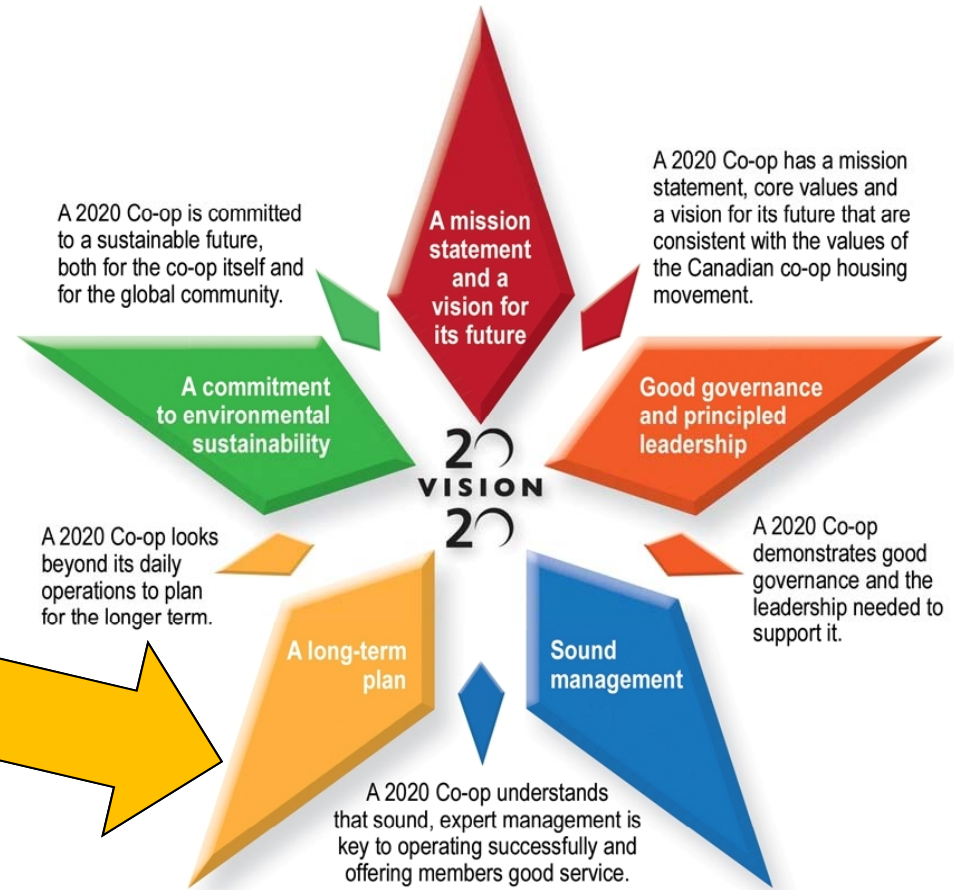 A mission
statement
and a
vision for
its future
A 2020 Co-op has a mission
statement, core values and
a vision for its future that are
consistent with the values of
the Canadian co-op housing
movement.
Good governance
and principled
leadership
A 2020 Co-op
demonstrates good
governance and the
leadership needed to
support it.
Sound
management
A 2020 Co-op understands
that sound, expert management is
key to operating successfully and
offering members good service.
A long-term
plan
A 2020 Co-op looks
beyond its daily
operations to plan
for the longer term.
A commitment
to environmental
sustainability
A 2020 Co-op is committed
to a sustainable future,
both for the co-op itself and
for the global community.
20
VISION
20